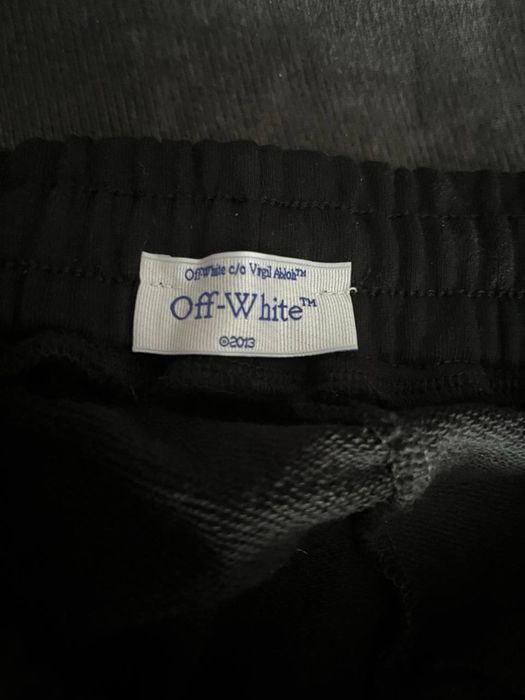 Off-White c/o Virgil Abloh™
Off-White™
©2013